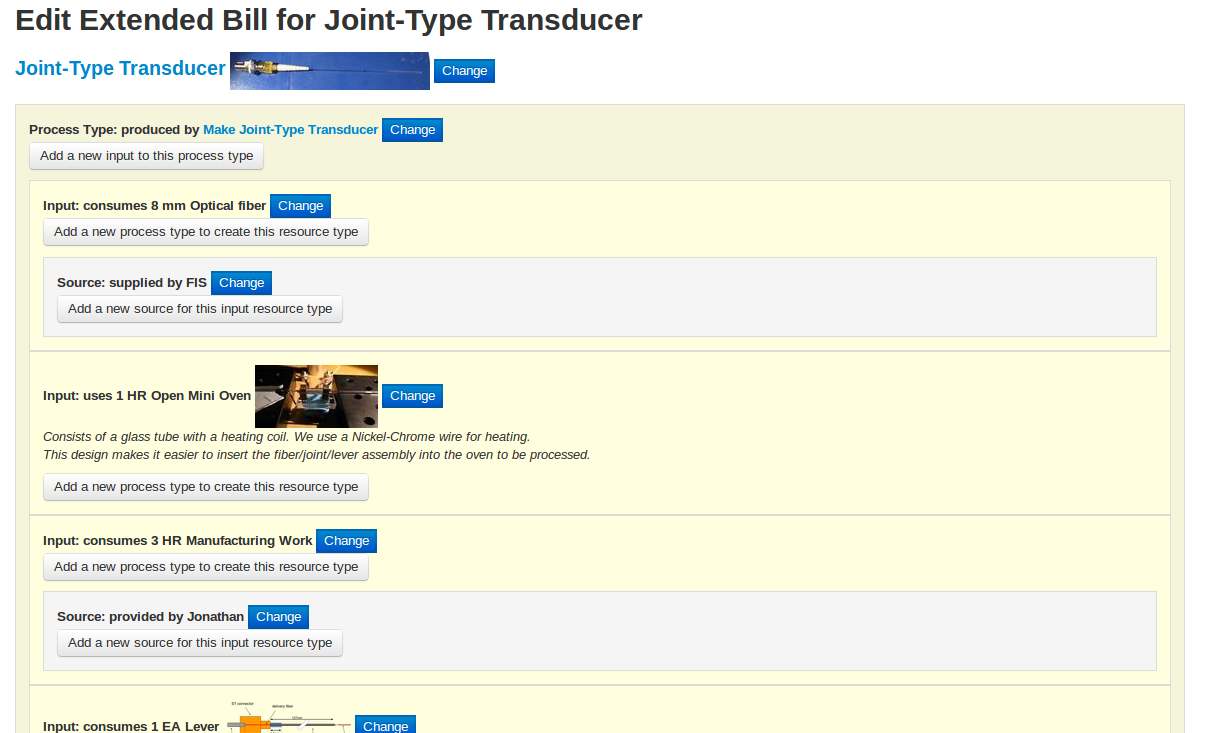 Edit Extended Bill for Joint-Type Transducer
Joint-Type Transducer Change
Process Type: produced by Make Joint-Type Transducer Change
Add a new input to this process type
Input: consumes 8 mm Optical fiber Change
Add a new process type to create this resource type
Source: supplied by FIS Change
Add a new source for this input resource type
Input: uses 1 HR Open Mini Oven Change
Consists of a glass tube with a heating coil. We use a Nickel-Chrome wire for heating.
This design makes it easier to insert the fiber/joint/lever assembly into the oven to be processed.
Add a new process type to create this resource type
Input: consumes 3 HR Manufacturing Work Change
Add a new process type to create this resource type
Source: provided by Jonathan Change
Add a new source for this input resource type
ST connector
delivery fiber
Input: consumes 1 EA Lever Change